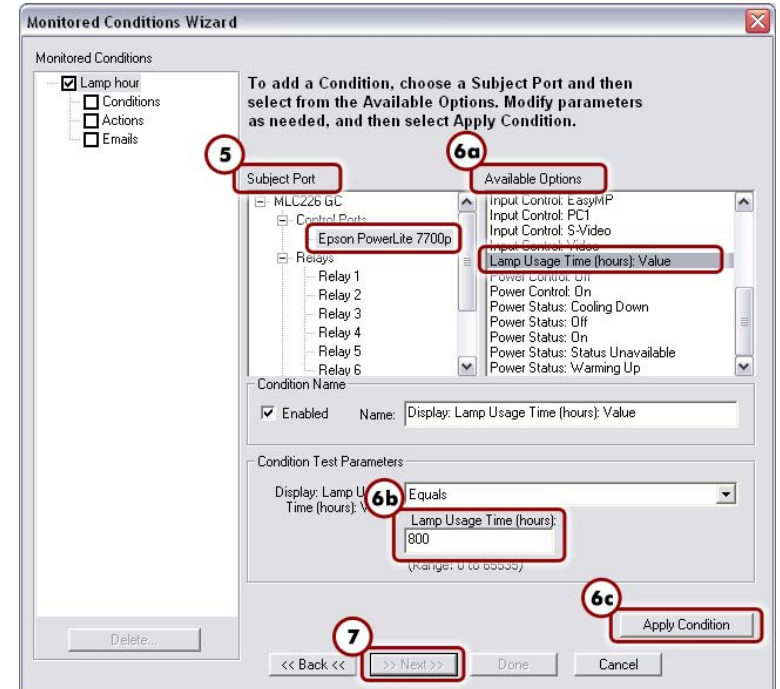 Monitored Conditions Wizard
Monitored Conditions
Lamp hour
Conditions
Actions
Emails
To add a Condition, choose a Subject Port and then
select from the Available Options. Modify parameters
as needed, and then select Apply Condition.
5
6a
Subject Port
Available Options
MLC226 GC
Control Ports
Epson PowerLite 7700p
Relays
Relay 1
Relay 2
Relay 3
Relay 4
Relay 5
Relay 6
Input Control: EasyMP
Input Control: PC1
Input Control: S-Video
Input Control: Video
Lamp Usage Time (hours): Value
Power Control: Off
Power Control: On
Power Status: Cooling Down
Power Status: Off
Power Status: On
Power Status: Status Unavailable
Power Status: Warming Up
Condition Name
Enabled
Name:
Display: Lamp Usage Time (hours): Value
Condition Test Parameters
Display: Lamp U
Time (hours): V
6b
Equals
Lamp Usage Time (hours):
800
(Range: 0 to 65535)
6c
Apply Condition
Delete...
7
<< Back <<
>> Next >>
Done
Cancel